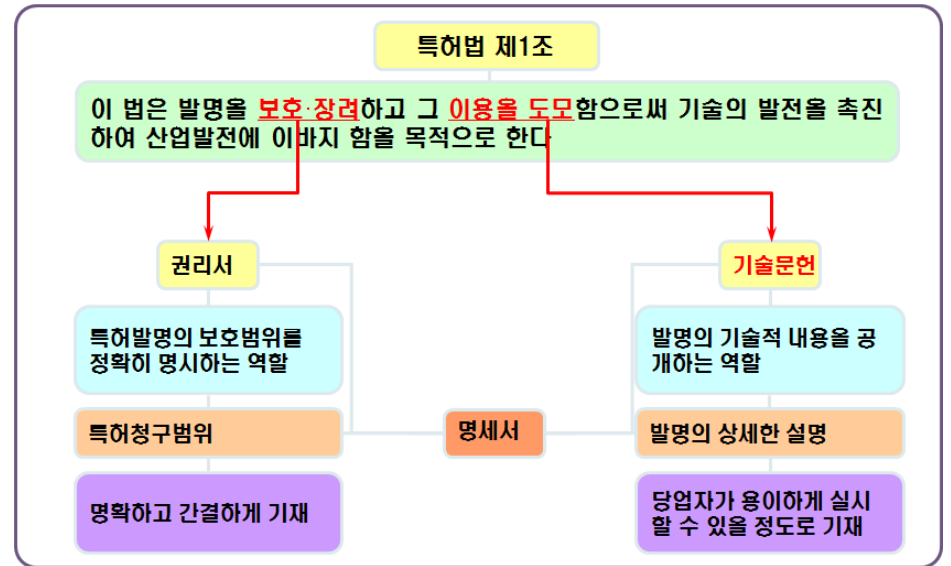 특허법 제1조
이 법은 발명을 보호·장려하고 그 이용을 도모함으로써 기술의 발전을 촉진
하여 산업발전에 이바지 함을 목적으로 한다
권리서
기술문헌
특허발명의 보호범위를
정확히 명시하는 역할
발명의 기술적 내용을 공
개하는 역할
특허청구범위
명세서
발명의 상세한 설명
명확하고 간결하게 기재
당업자가 용이하게 실시
할 수 있을 정도로 기재